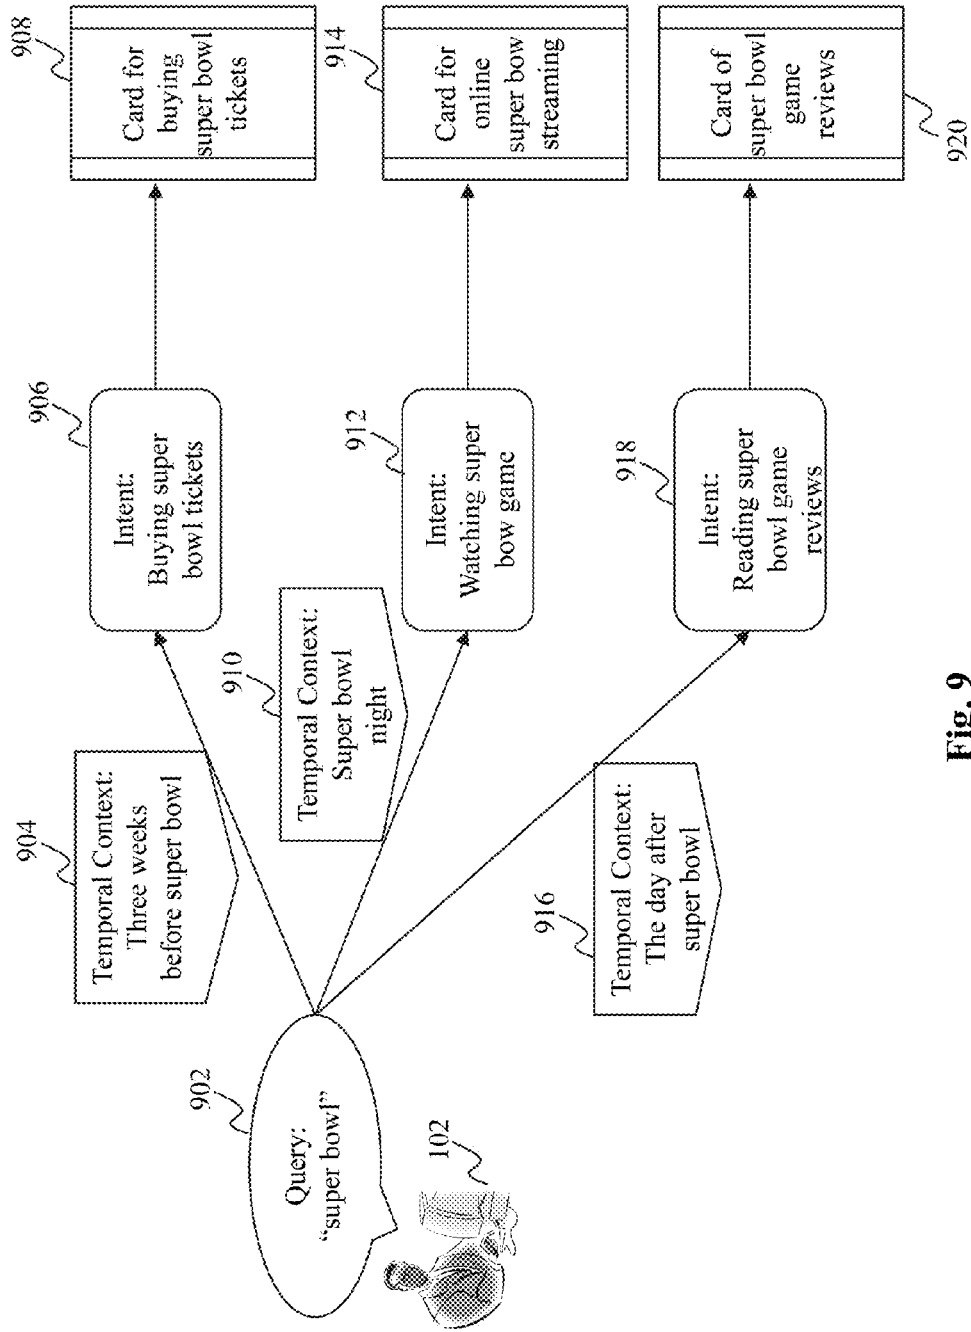 908
Card for
buying
super bowl
tickets
914
Card for
online
super bow
streaming
Card of
super bowl
game
reviews
920
906
Intent:
Buying super
bowl tickets
912
Intent:
Watching super
bow game
918
Intent:
Reading super
bowl game
reviews
904
Temporal Context:
Three weeks
before super bowl
910
Temporal Context:
Super bowl
night
916
Temporal Context:
The day after
super bowl
902
Query:
“super bowl”
102
Fig. 9